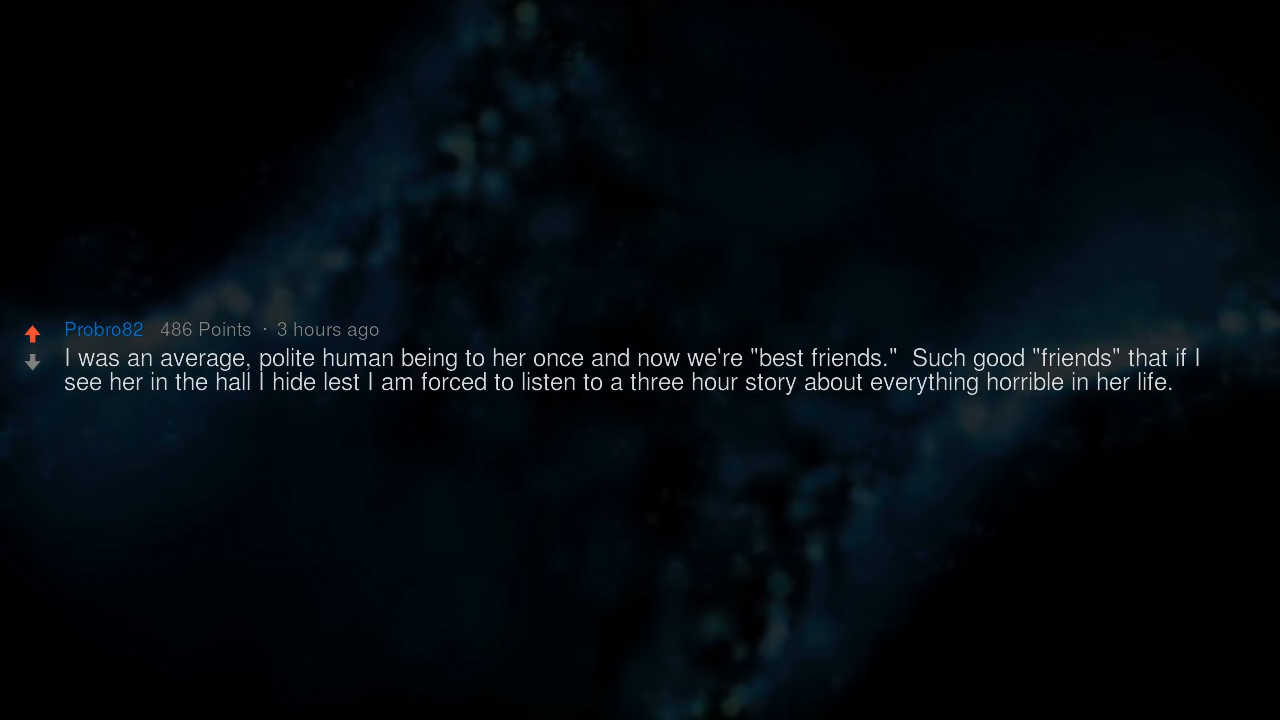 Probro82 486 Points · 3 hours ago
I was an average, polite human being to her once and now we're "best friends."  Such good "friends" that if I
see her in the hall I hide lest I am forced to listen to a three hour story about everything horrible in her life.